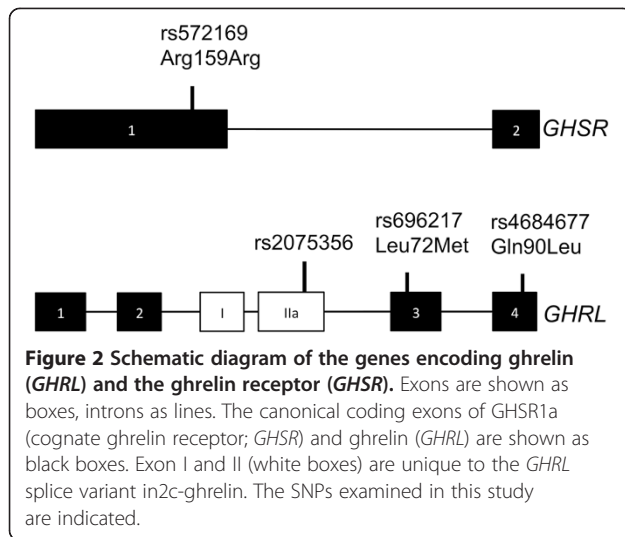 rs572169
Arg159Arg
1
2
GHSR
rs2075356
rs696217
Leu72Met
rs4684677
Gln90Leu
1
2
I
IIa
3
4
GHRL
Figure 2 Schematic diagram of the genes encoding ghrelin
(GHRL) and the ghrelin receptor (GHSR). Exons are shown as
boxes, introns as lines. The canonical coding exons of GHSR1a
(cognate ghrelin receptor; GHSR) and ghrelin (GHRL) are shown as
black boxes. Exon I and II (white boxes) are unique to the GHRL
splice variant in2c-ghrelin. The SNPs examined in this study
are indicated.